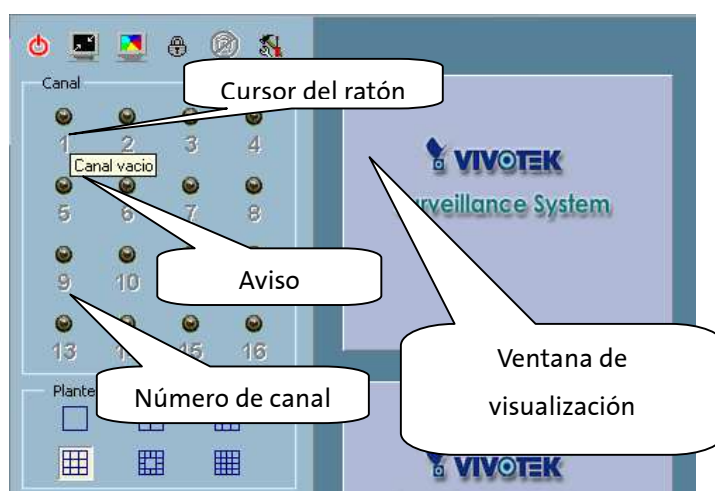 Canal
Cursor del ratón
1 2 3 4
Canal vacio
5 6 7 8
9 10
Aviso
13 15 16
Número de canal
Plante
VIVOTEK
rveillance System
Ventana de
visualización
VIVOTEK